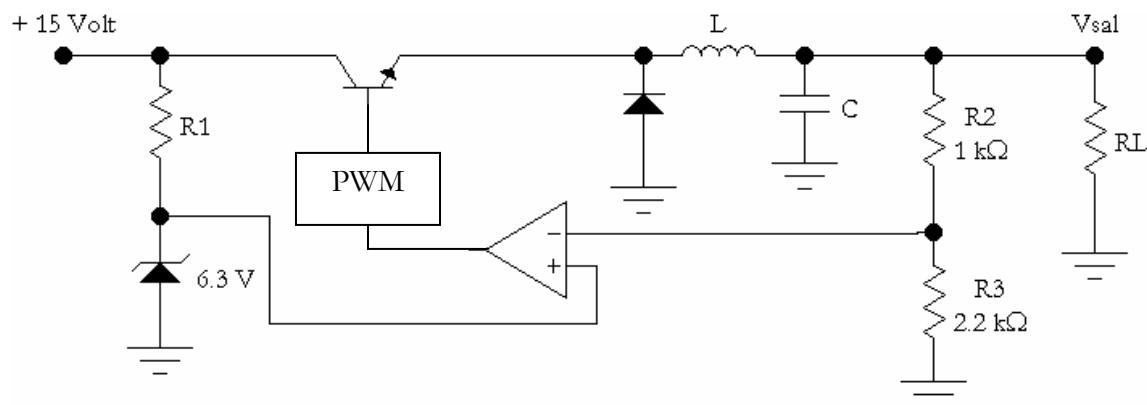 + 15 Volt
L
Vsal
R1
C
R2
1 kΩ
RL
PWM
−
+
6.3 V
R3
2.2 kΩ